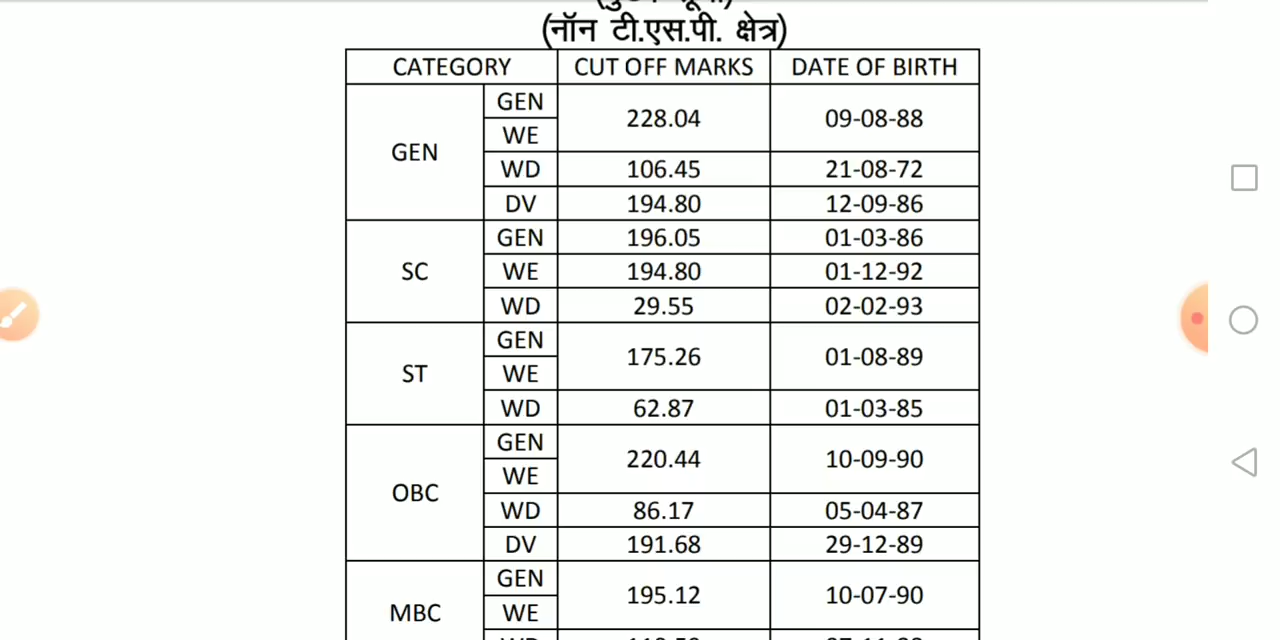 (नॉन टी.एस.पी. क्षेत्र)
CATEGORY CUT OFF MARKS DATE OF BIRTH
GEN GEN 228.04 09-08-88
WE
WD 106.45 21-08-72
DV 194.80 12-09-86
SC GEN 196.05 01-03-86
WE 194.80 01-12-92
WD 29.55 02-02-93
ST GEN 175.26 01-08-89
WE
WD 62.87 01-03-85
OBC GEN 220.44 10-09-90
WE
WD 86.17 05-04-87
DV 191.68 29-12-89
MBC GEN 195.12 10-07-90
WE